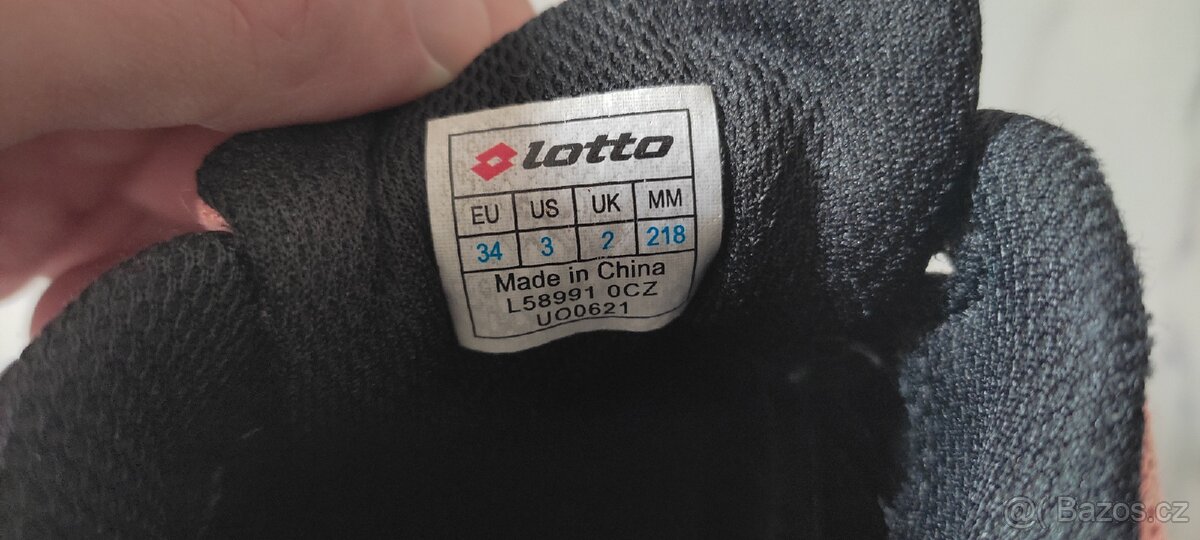 lotto
EU US UK MM
34 3 2 218
Made in China
L58991 0CZ
UO0621
@ Bazos.cz